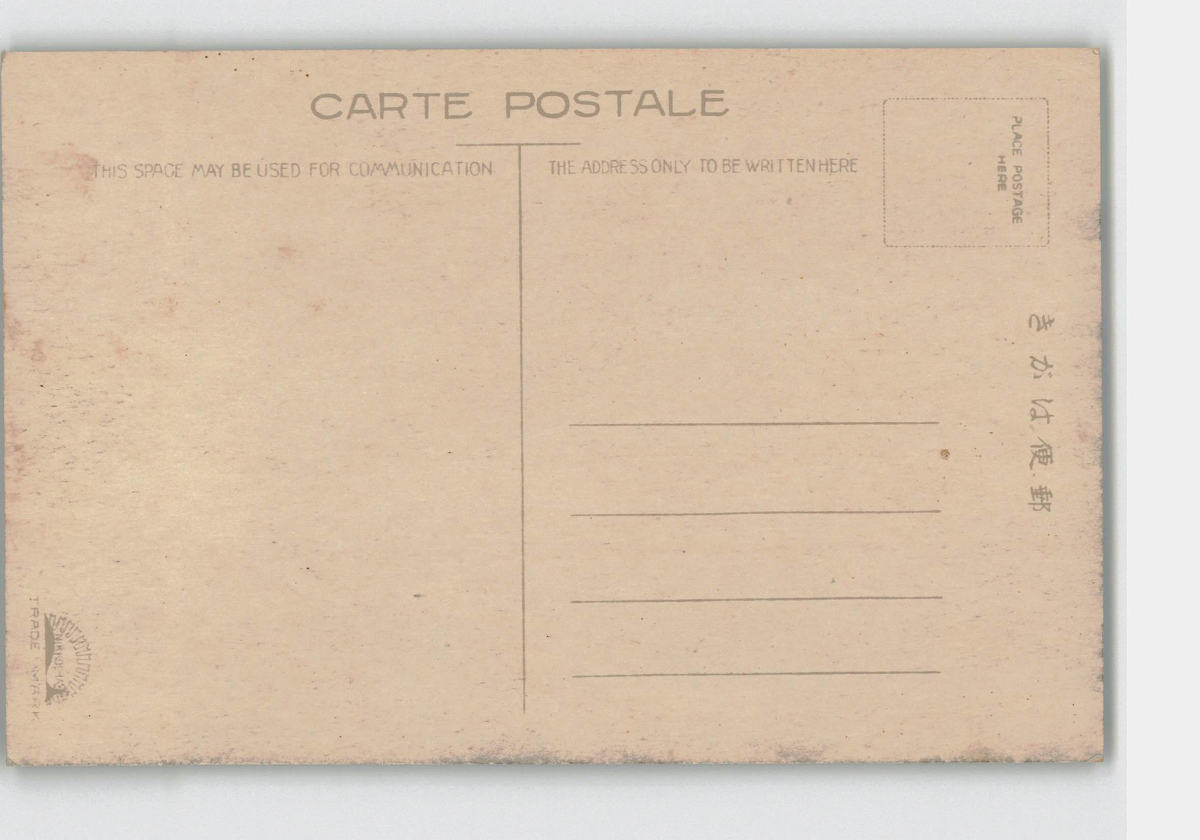 CARTE POSTALE
THIS SPACE MAY BE USED FOR COMMUNICATION
THE ADDRESS ONLY TO BE WRITTEN HERE
PLACE POSTAGE
HERE
きがは便郵
TRADE MARK